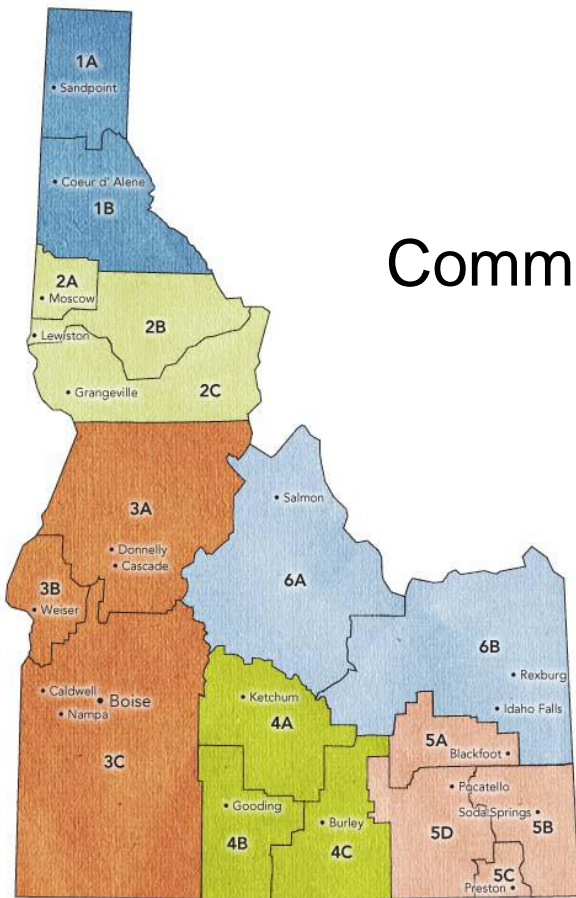 1A
Sandpoint
Coeur d' Alene
1B
Comm
2A
Moscow
2B
Lewiston
Grangeville
2C
Salmon
3A
Donnelly
Cascade
6A
3B
Weiser
6B
Rexburg
Caldwell
Boise
Ketchum
Nampa
Idaho Falls
4A
5A
Blackfoot
3C
Pocatello
Gooding
Soda Springs
Burley
5B
5D
4B
4C
5C
Preston